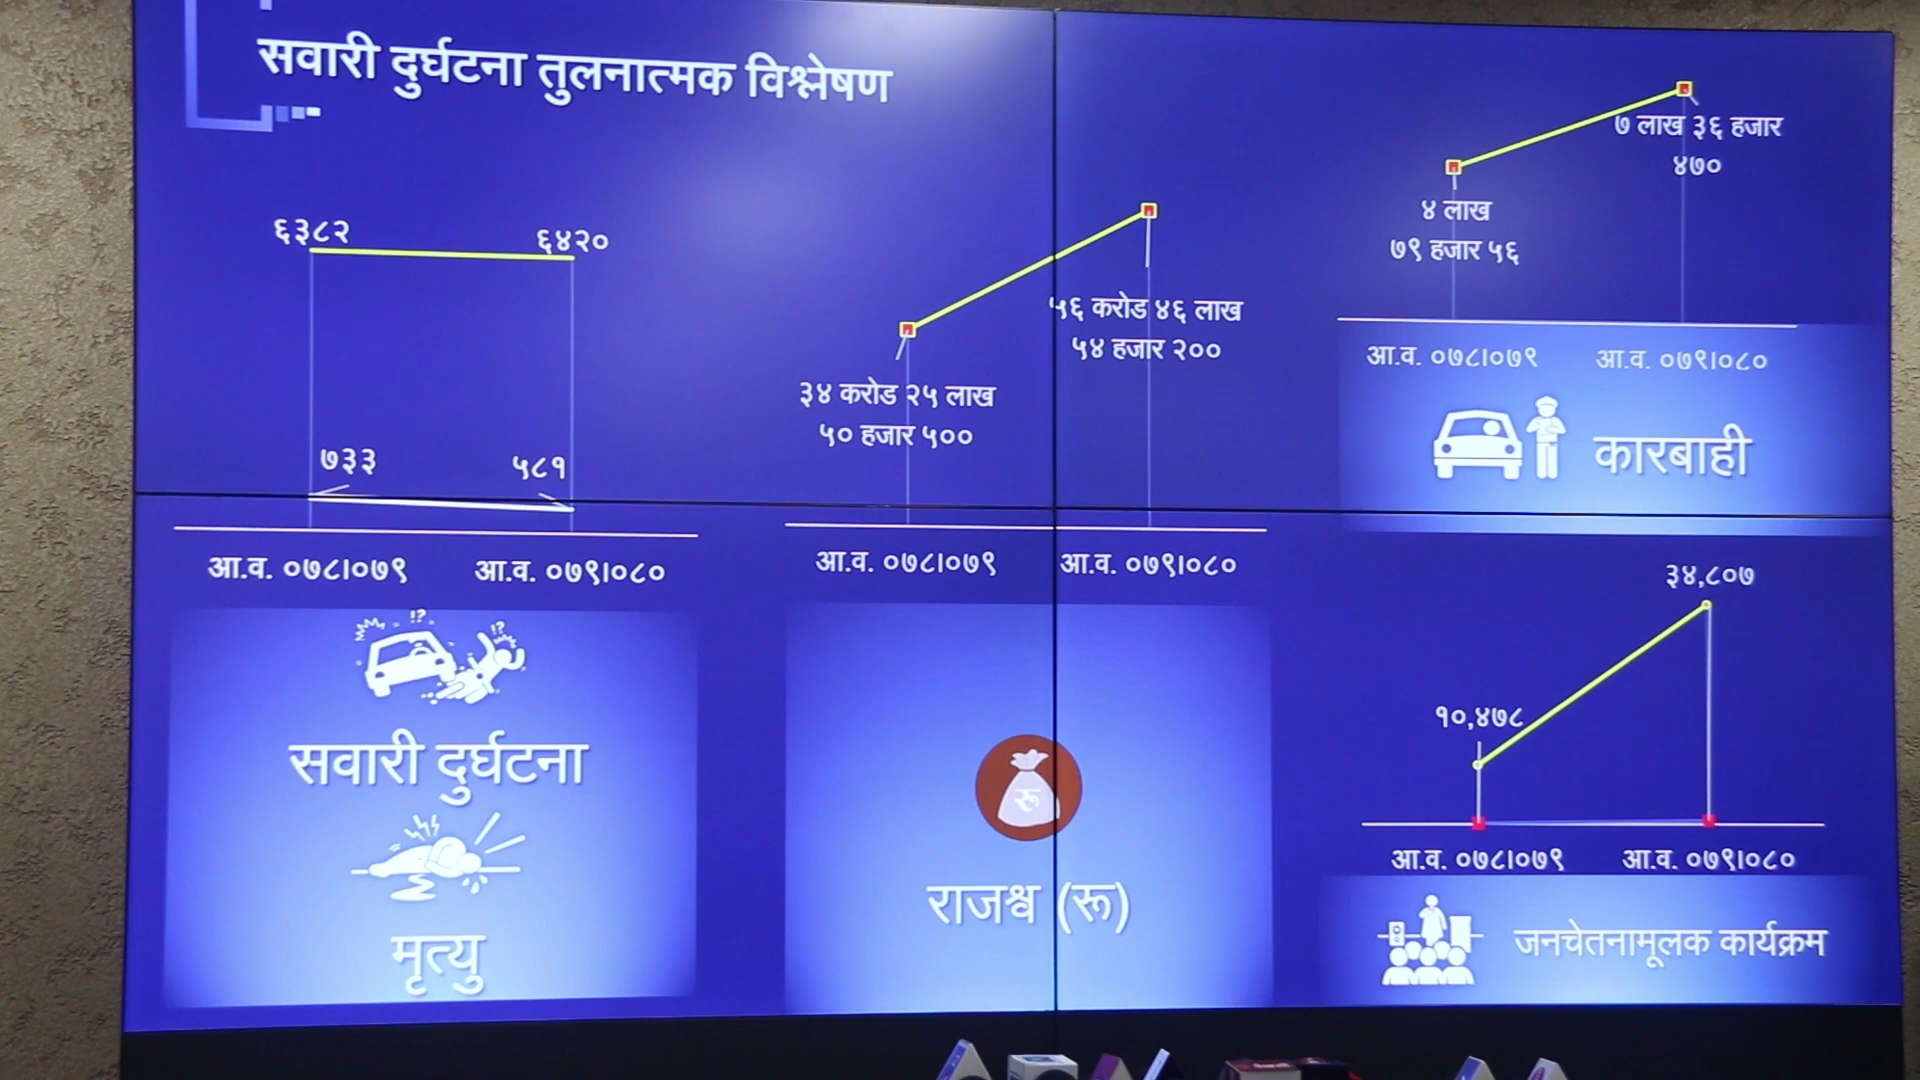 सवारी दुर्घटना तुलनात्मक विश्लेषण
६३८२
६४२०
७३३
५८१
आ.व. ०७८।०७९
आ.व. ०७९।०८०
!?
!?
सवारी दुर्घटना
मृत्यु
३४ करोड २५ लाख
५० हजार ५००
५६ करोड ४६ लाख
५४ हजार २००
आ.व. ०७८।०७९
आ.व. ०७९।०८०
रू
राजश्व (रू)
४ लाख
७९ हजार ५६
७ लाख ३६ हजार
४७०
आ.व. ०७८।०७९
आ.व. ०७९।०८०
कारबाही
१०,४७८
३४,८०७
आ.व. ०७८।०७९
आ.व. ०७९।०८०
जनचेतनामूलक कार्यक्रम